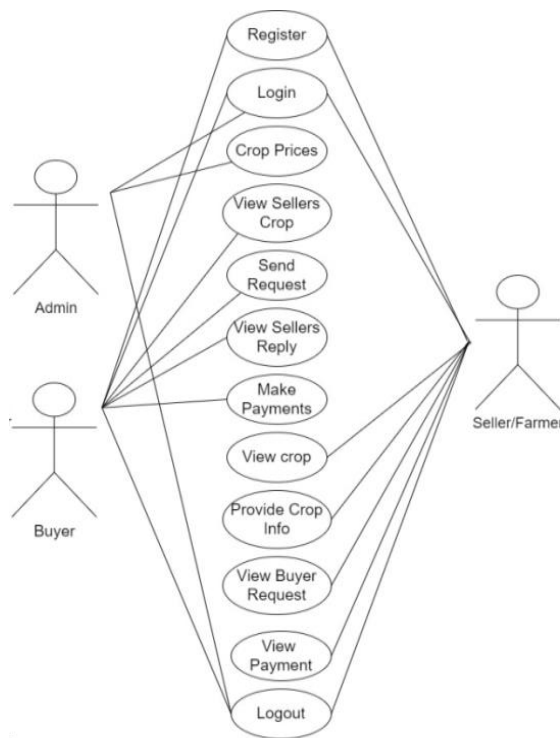 Register
Login
Crop Prices
View Sellers
Crop
Send
Request
View Sellers
Reply
Make
Payments
View crop
Provide Crop
Info
View Buyer
Request
View
Payment
Logout
Admin
Buyer
Seller/Farmer